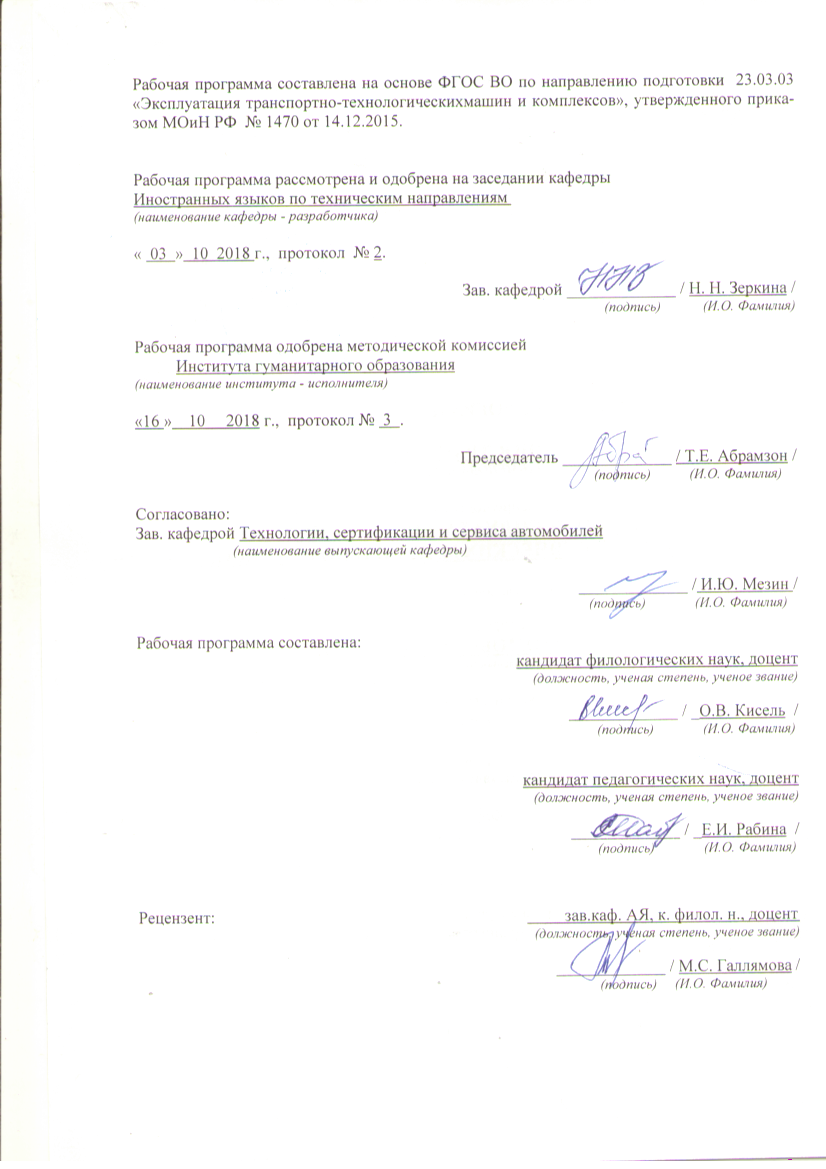 Рабочая программа составлена на основе ФГОС ВО по направлению подготовки 23.03.03
«Эксплуатация транспортно-технологическихмашин и комплексов», утвержденного прика-
зом МОиН РФ № 1470 от 14.12.2015.
Рабочая программа рассмотрена и одобрена на заседании кафедры
Иностранных языков по техническим направлениям
(наименование кафедры - разработчика)
« 03 » 10 2018 г., протокол № 2.
Зав. кафедрой ____________ / Н. Н. Зеркина /
(подпись) (И.О. Фамилия)
Рабочая программа одобрена методической комиссией
Института гуманитарного образования
(наименование института - исполнителя)
«16 » 10 2018 г., протокол № 3 .
Председатель ____________ / Т.Е. Абрамзон /
(подпись) (И.О. Фамилия)
Согласовано:
Зав. кафедрой Технологии, сертификации и сервиса автомобилей
(наименование выпускающей кафедры)
____________ / И.Ю. Мезин /
(подпись) (И.О. Фамилия)
Рабочая программа составлена:
кандидат филологических наук, доцент
(должность, ученая степень, ученое звание)
____________ / О.В. Кисель /
(подпись) (И.О. Фамилия)
кандидат педагогических наук, доцент
(должность, ученая степень, ученое звание)
____________ / Е.И. Рабина /
(подпись) (И.О. Фамилия)
Рецензент: зав.каф. АЯ, к. филол. н., доцент
(должность, ученая степень, ученое звание)
____________ / М.С. Галлямова /
(подпись) (И.О. Фамилия)